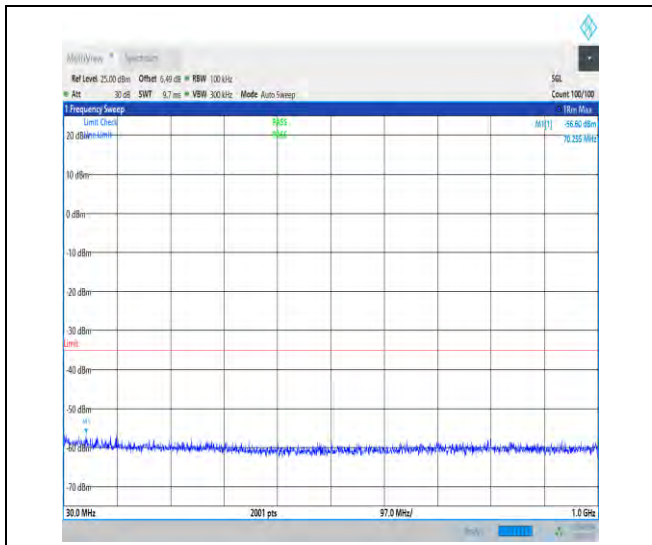 MultiView Spectrum
Ref Level 25.00 dBm Offset 6.49 dB RBW 100 kHz SGL
Att 30 dB SWT 9.7 ms VBW 300 kHz Mode Auto Sweep Count 100/100
1 Frequency Sweep 1Rm Max
Limit Check PASS M1[1] -56.60 dBm
20 dBm Line Limit PASS 70.255 MHz
10 dBm
0 dBm
-10 dBm
-20 dBm
-30 dBm
Limit
-40 dBm
-50 dBm
M1
-60 dBm
-70 dBm
30.0 MHz 2001 pts 97.0 MHz/ 1.0 GHz